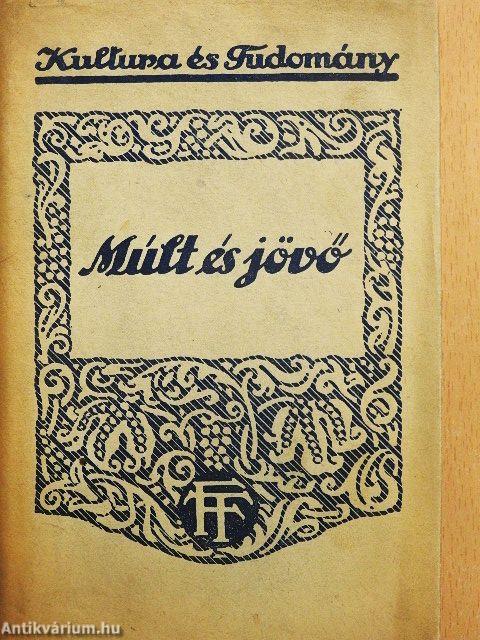 Kultura és Tudomány
Múlt és jövő
FT
Antikvárium.hu